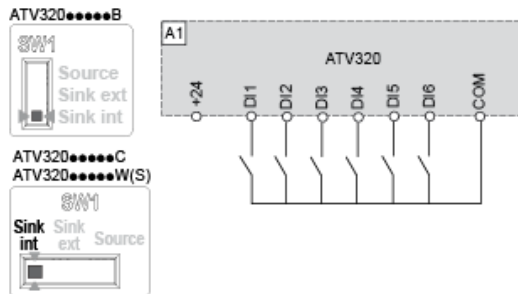 ATV320●●●●●B
SW1
Source
Sink ext
Sink int
A1
ATV320
+24
DI1
DI2
DI3
DI4
DI5
DI6
COM
ATV320●●●●●C
ATV320●●●●●W(S)
SW1
Sink int
Sink ext
Source